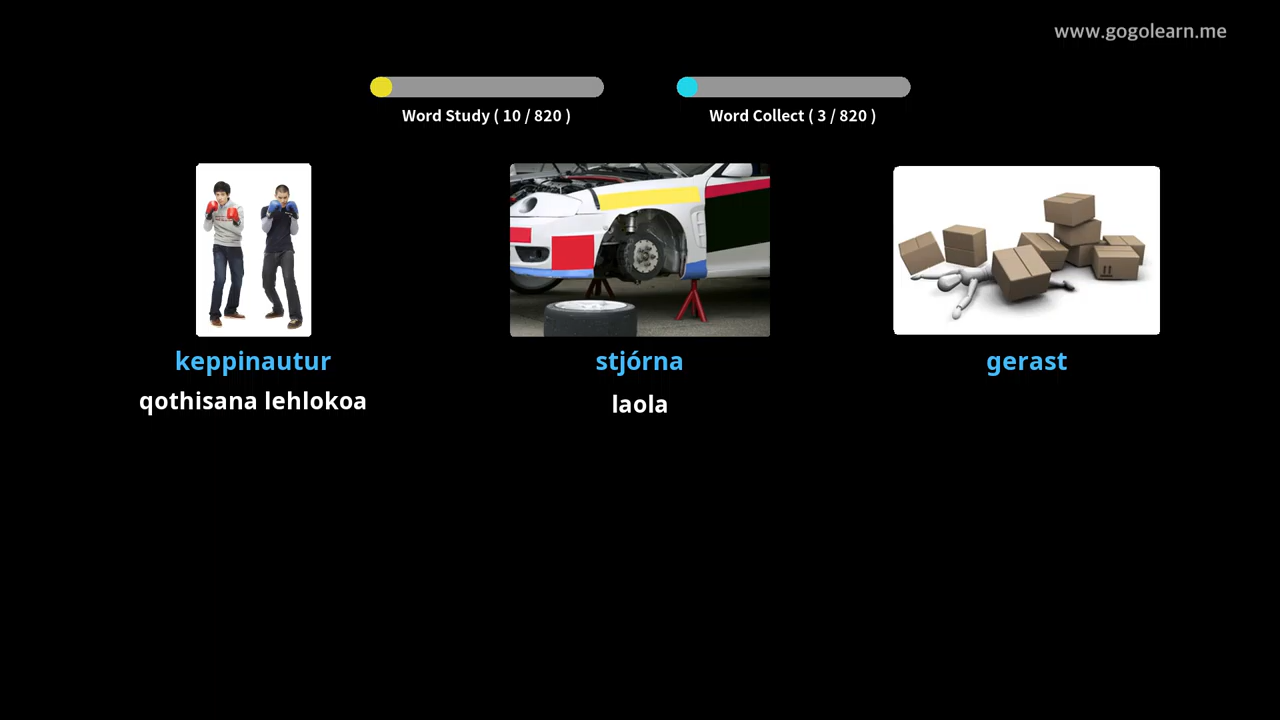 www.gogolearn.me
Word Study ( 10 / 820 )
Word Collect ( 3 / 820 )
keppinautur
stjórna
gerast
qothisana lehlokoa
laola